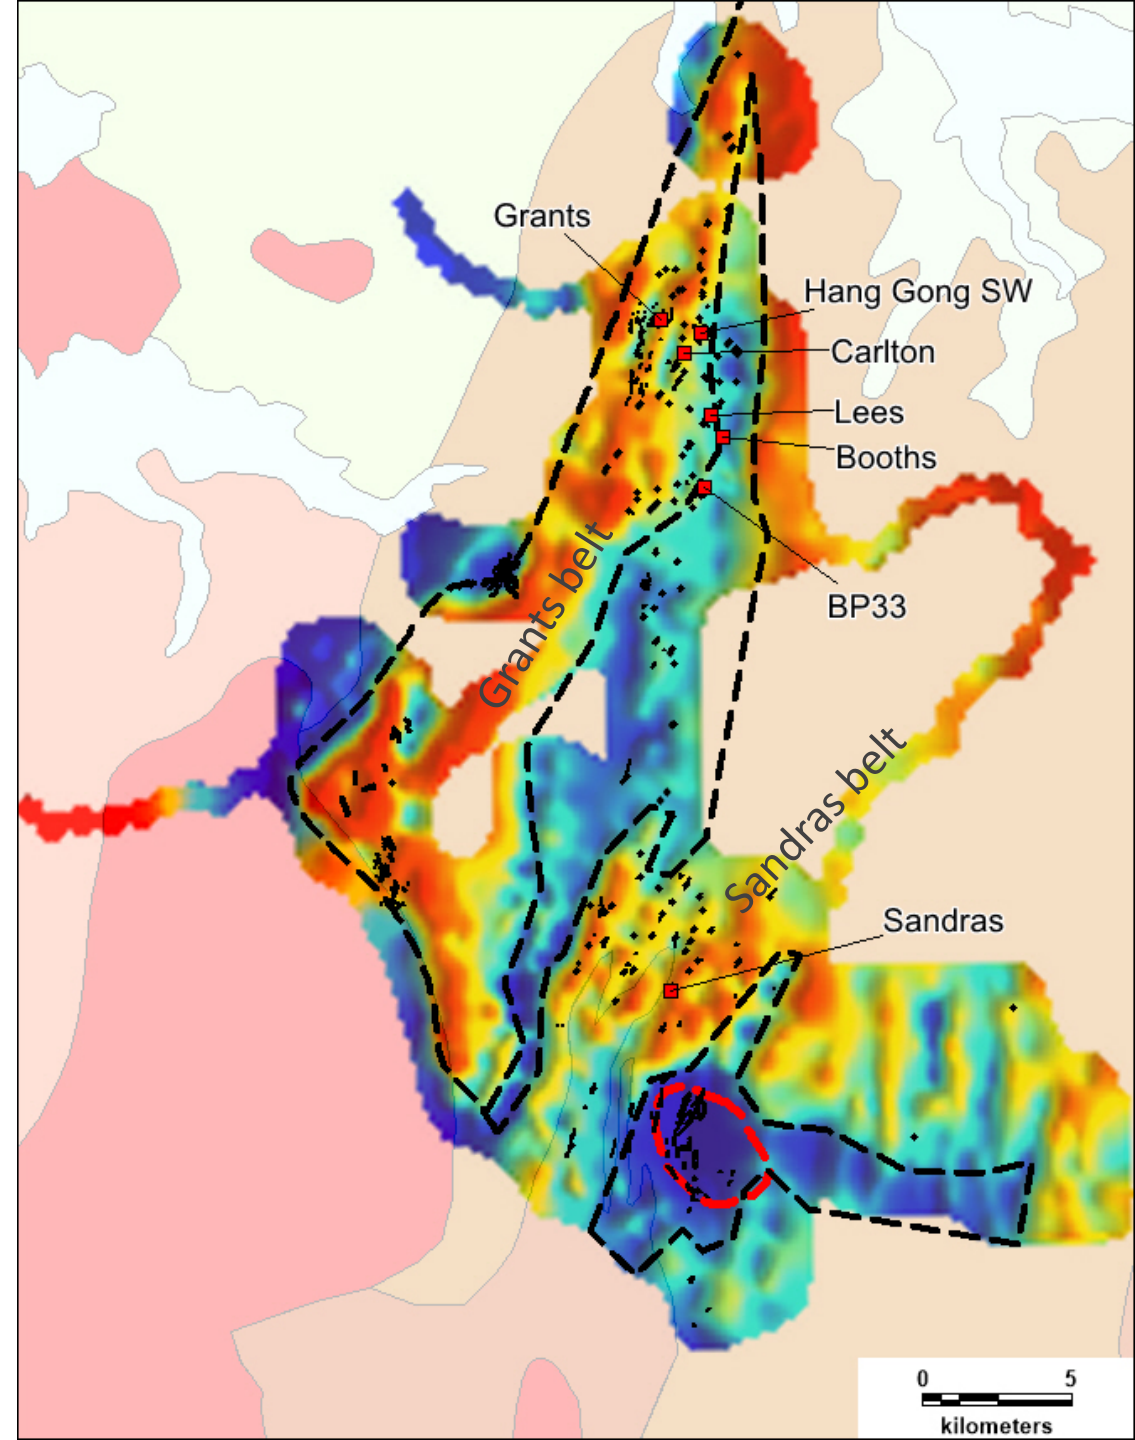 Grants
Hang Gong SW
Carlton
Lees
Booths
Grants belt
BP33
Sandras belt
Sandras
0 5
kilometers